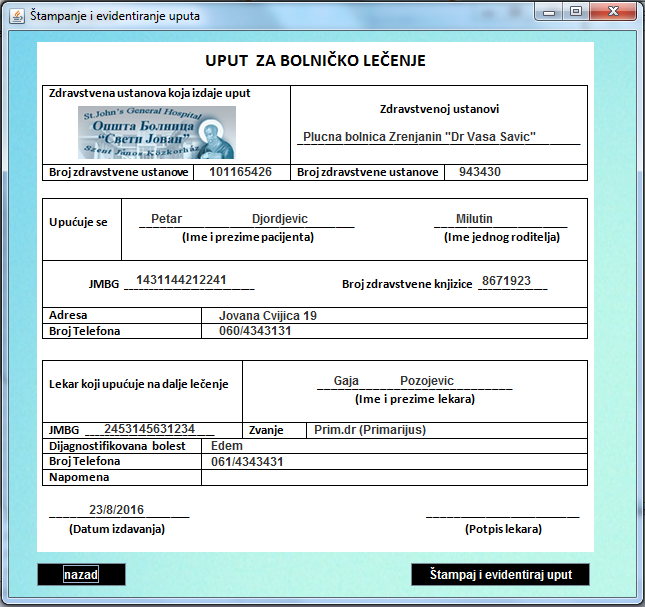 Štampanje i evidentiranje uputa
UPUT ZA BOLNIČKO LEČENJE
Zdravstvena ustanova koja izdaje uput
St.John's General Hospital
Општа Болница
“Свети Јован”
Szent János Közkorház
Zdravstvenoj ustanovi
Plucna bolnica Zrenjanin "Dr Vasa Savic"
Broj zdravstvene ustanove 101165426
Broj zdravstvene ustanove 943430
Upućuje se
Petar Djordjevic Milutin
(Ime i prezime pacijenta) (Ime jednog roditelja)
JMBG 1431144212241 Broj zdravstvene knjizice 8671923
Adresa Jovana Cvijica 19
Broj Telefona 060/4343131
Lekar koji upućuje na dalje lečenje
Gaja Pozojevic
(Ime i prezime lekara)
JMBG 2453145631234 Zvanje Prim.dr (Primarijus)
Dijagnostifikovana bolest Edem
Broj Telefona 061/4343431
Napomena
23/8/2016
(Datum izdavanja) (Potpis lekara)
nazad Štampaj i evidentiraj uput